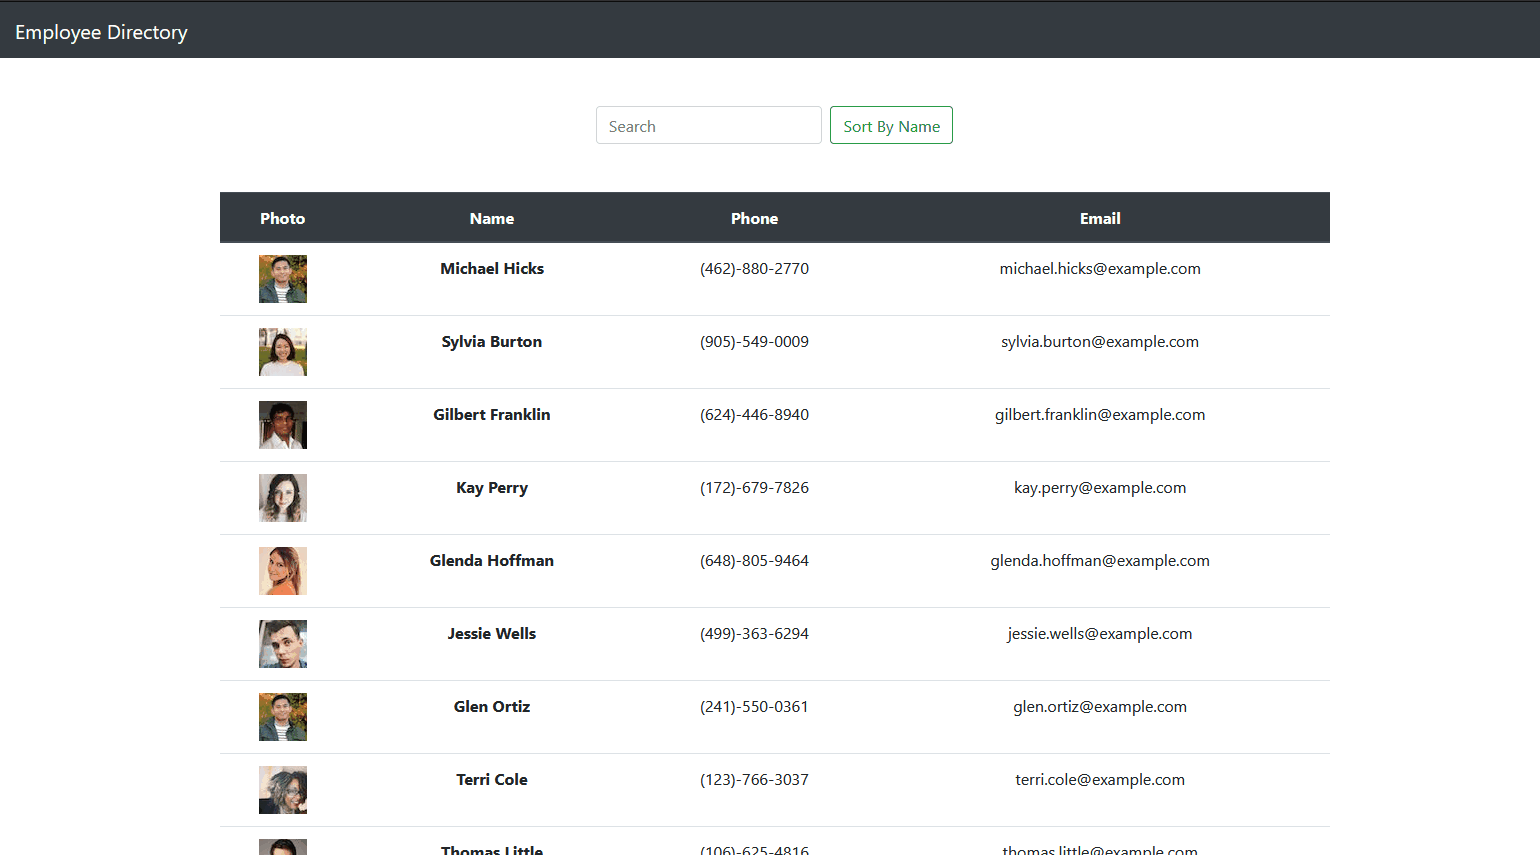 Employee Directory
Search Sort By Name
Photo Name Phone Email
Michael Hicks (462)-880-2770 michael.hicks@example.com
Sylvia Burton (905)-549-0009 sylvia.burton@example.com
Gilbert Franklin (624)-446-8940 gilbert.franklin@example.com
Kay Perry (172)-679-7826 kay.perry@example.com
Glenda Hoffman (648)-805-9464 glenda.hoffman@example.com
Jessie Wells (499)-363-6294 jessie.wells@example.com
Glen Ortiz (241)-550-0361 glen.ortiz@example.com
Terri Cole (123)-766-3037 terri.cole@example.com
Thomas Little (106)-625-4816 thomas.little@example.com